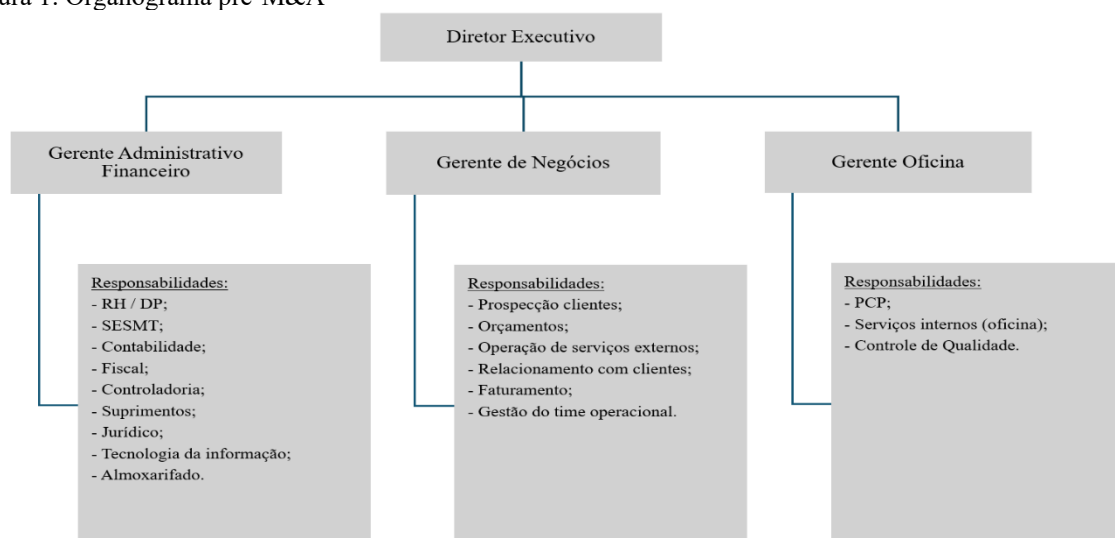 ura 1: Organograma pré-M&A
Diretor Executivo
Gerente Administrativo
Financeiro
Gerente de Negócios
Gerente Oficina
Responsabilidades:
- RH / DP;
- SESMT;
- Contabilidade;
- Fiscal;
- Controladoria;
- Suprimentos;
- Jurídico;
- Tecnologia da informação;
- Almoxarifado.
Responsabilidades:
- Prospecção clientes;
- Orçamentos;
- Operação de serviços externos;
- Relacionamento com clientes;
- Faturamento;
- Gestão do time operacional.
Responsabilidades:
- PCP;
- Serviços internos (oficina);
- Controle de Qualidade.